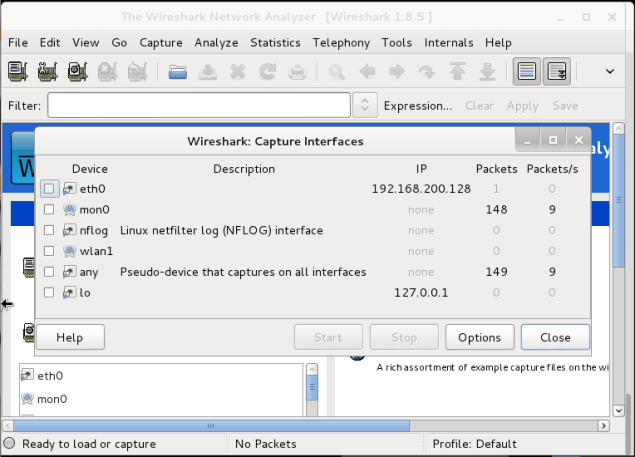 The Wireshark Network Analyzer [Wireshark 1.8.5 ]
File Edit View Go Capture Analyze Statistics Telephony Tools Internals Help
Filter: Expression... Clear Apply Save
Wireshark: Capture Interfaces
Device Description IP Packets Packets/s
eth0 192.168.200.128 1 0
mon0 none 148 9
nflog Linux netfilter log (NFLOG) interface none 0 0
wlan1 none 0 0
any Pseudo-device that captures on all interfaces none 149 9
lo 127.0.0.1 0 0
Help Start Stop Options Close
eth0
mon0
A rich assortment of example capture files on the wi
Ready to load or capture No Packets Profile: Default